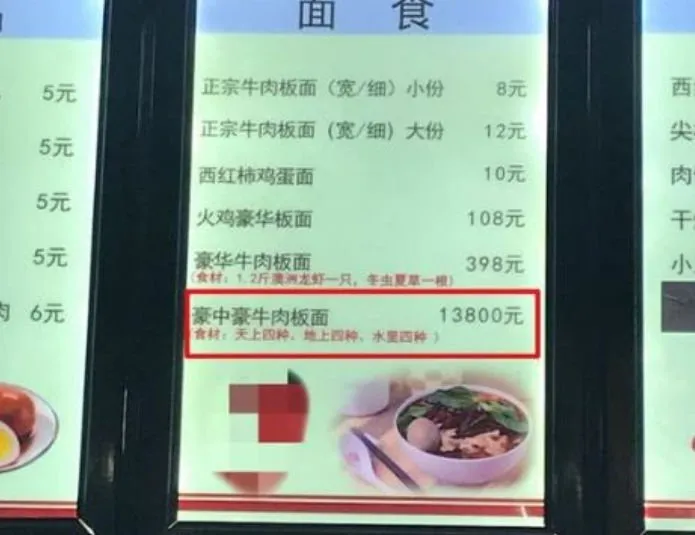 5元
5元
5元
5元
肉 6元
面食
正宗牛肉板面（宽/细）小份 8元
正宗牛肉板面（宽/细）大份 12元
西红柿鸡蛋面 10元
火鸡豪华板面 108元
豪华牛肉板面 398元
（食材：1.2斤澳洲龙虾一只，冬虫夏草一根）
豪中豪牛肉板面 13800元
（食材：天上四种、地上四种、水里四种）
西
尖
肉
干
小